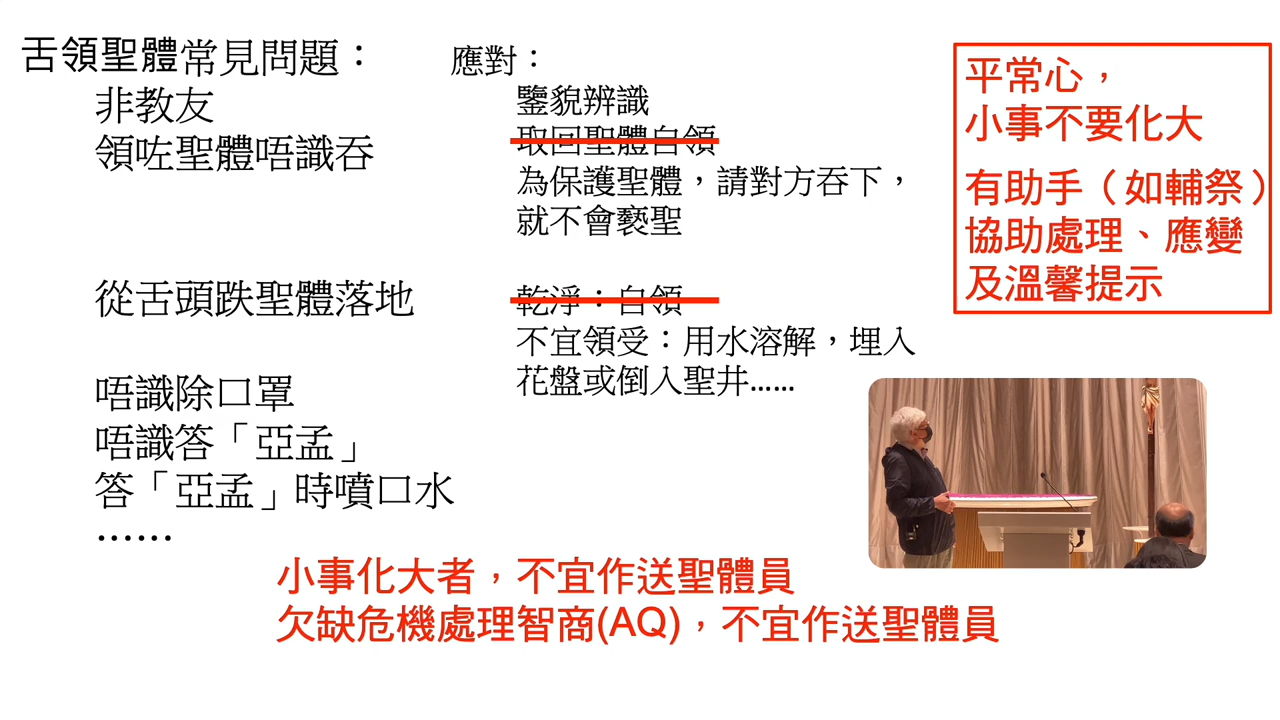 舌領聖體常見問題：
非教友
領咗聖體唔識吞
從舌頭跌聖體落地
唔識除口罩
唔識答「亞孟」
答「亞孟」時噴口水
……
應對：
鑒貌辨識
取回聖體自領
為保護聖體，請對方吞下，
就不會褻聖
乾淨：自領
不宜領受：用水溶解，埋入
花盤或倒入聖井……
平常心，
小事不要化大
有助手（如輔祭）
協助處理、應變
及溫馨提示
小事化大者，不宜作送聖體員
欠缺危機處理智商(AQ)，不宜作送聖體員